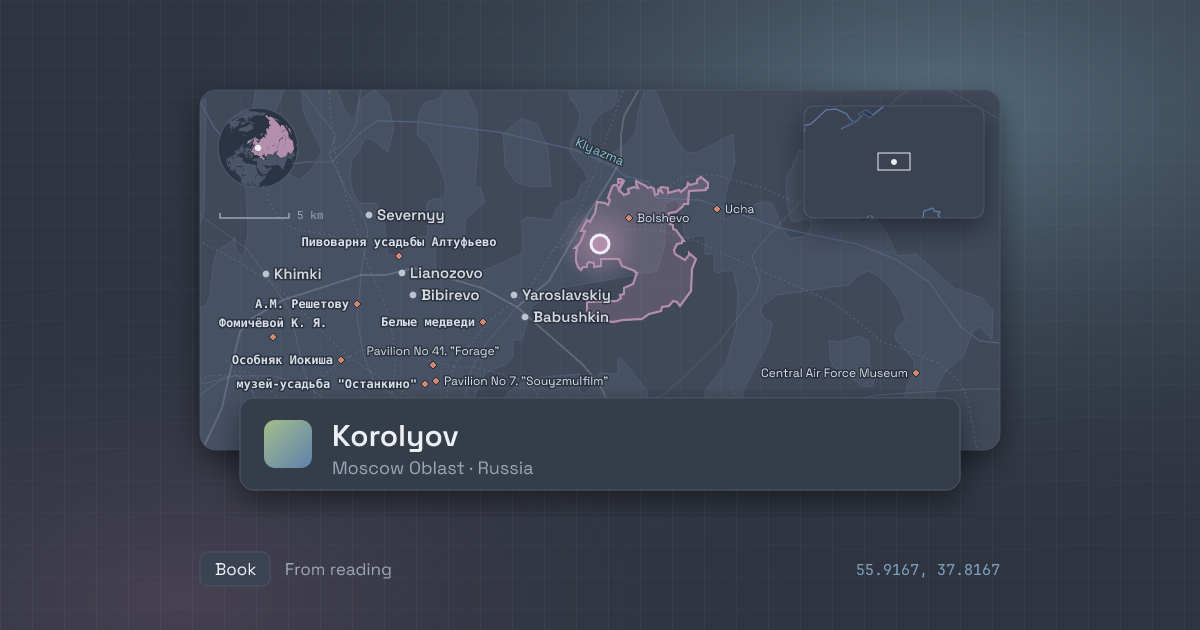 Klyazma
5 km
Severnyy
Ucha
Bolshevo
Пивоварня усадьбы Алтуфьево
Khimki
Lianozovo
Bibirevo
Yaroslavskiy
А.М. Решетову
Babushkin
Фомичёвой К. Я.
Белые медведи
Pavilion No 41. "Forage"
Особняк Иокиша
Central Air Force Museum
музей-усадьба "Останкино"
Pavilion No 7. "Souyzmulfilm"
Korolyov
Moscow Oblast · Russia
Book
From reading
55.9167, 37.8167